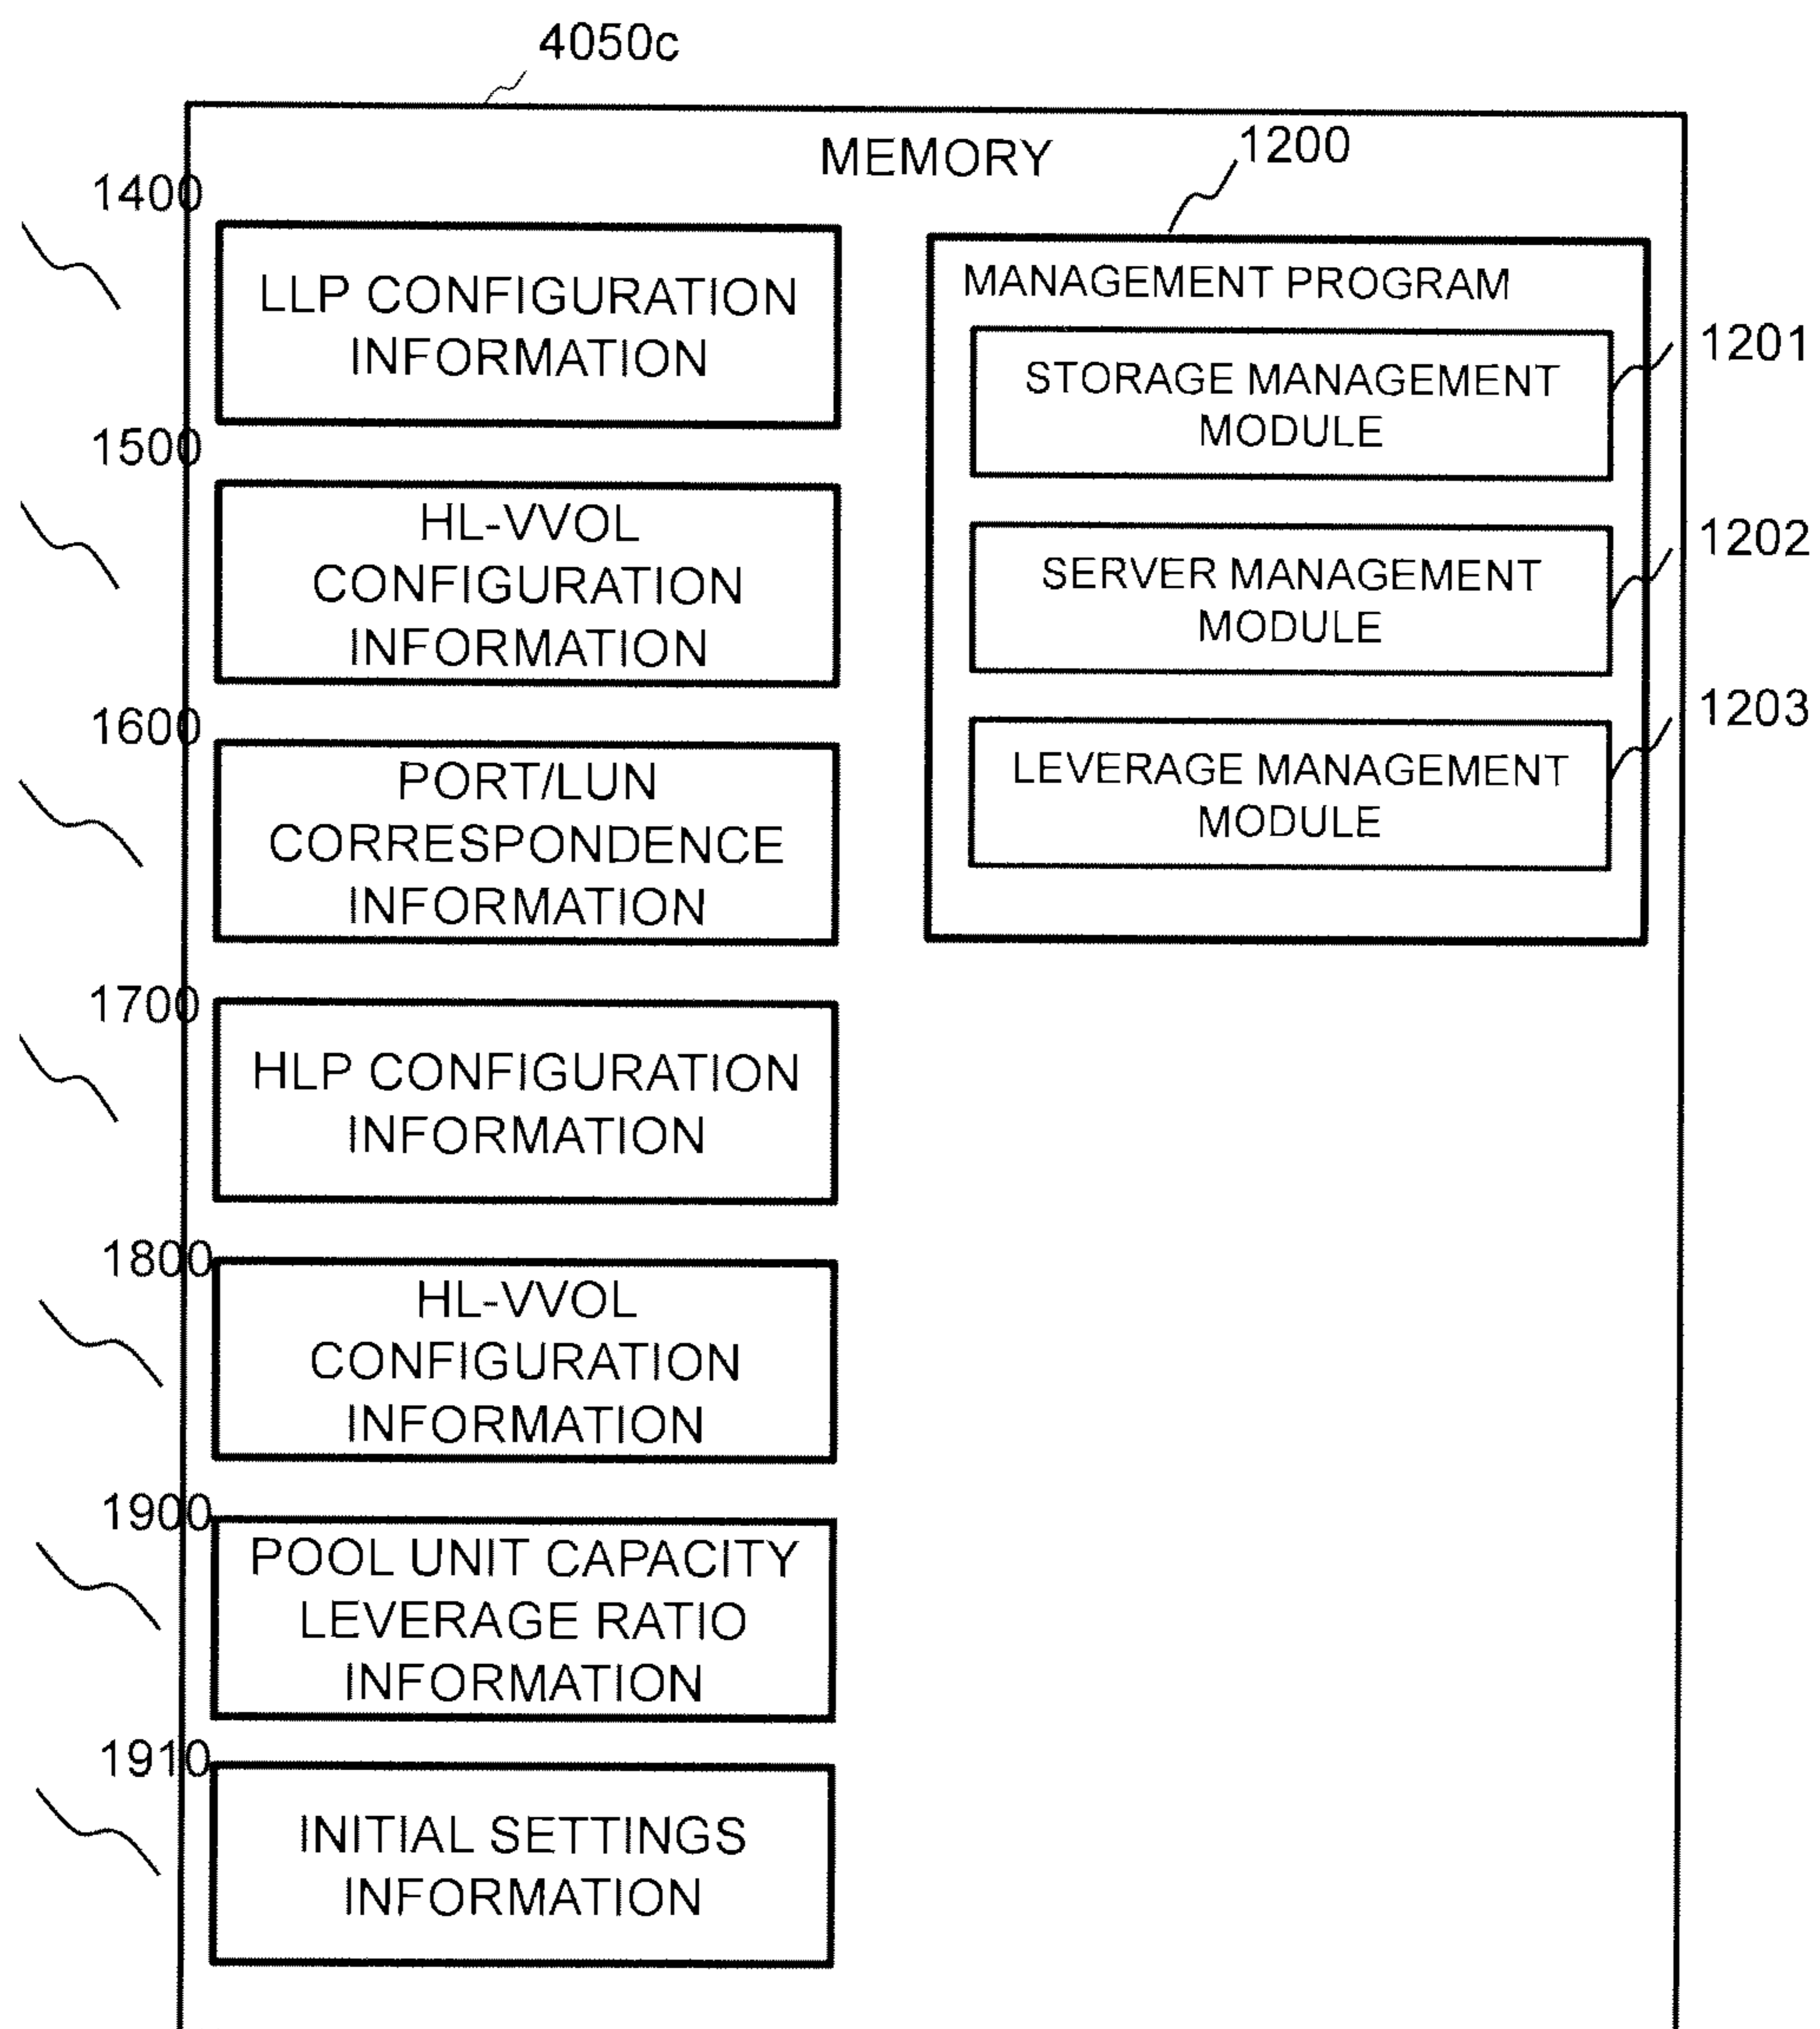 4050c
MEMORY
1400
LLP CONFIGURATION
INFORMATION
1500
HL-VVOL
CONFIGURATION
INFORMATION
1600
PORT/LUN
CORRESPONDENCE
INFORMATION
1700
HLP CONFIGURATION
INFORMATION
1800
HL-VVOL
CONFIGURATION
INFORMATION
1900
POOL UNIT CAPACITY
LEVERAGE RATIO
INFORMATION
1910
INITIAL SETTINGS
INFORMATION
1200
MANAGEMENT PROGRAM
1201
STORAGE MANAGEMENT
MODULE
1202
SERVER MANAGEMENT
MODULE
1203
LEVERAGE MANAGEMENT
MODULE